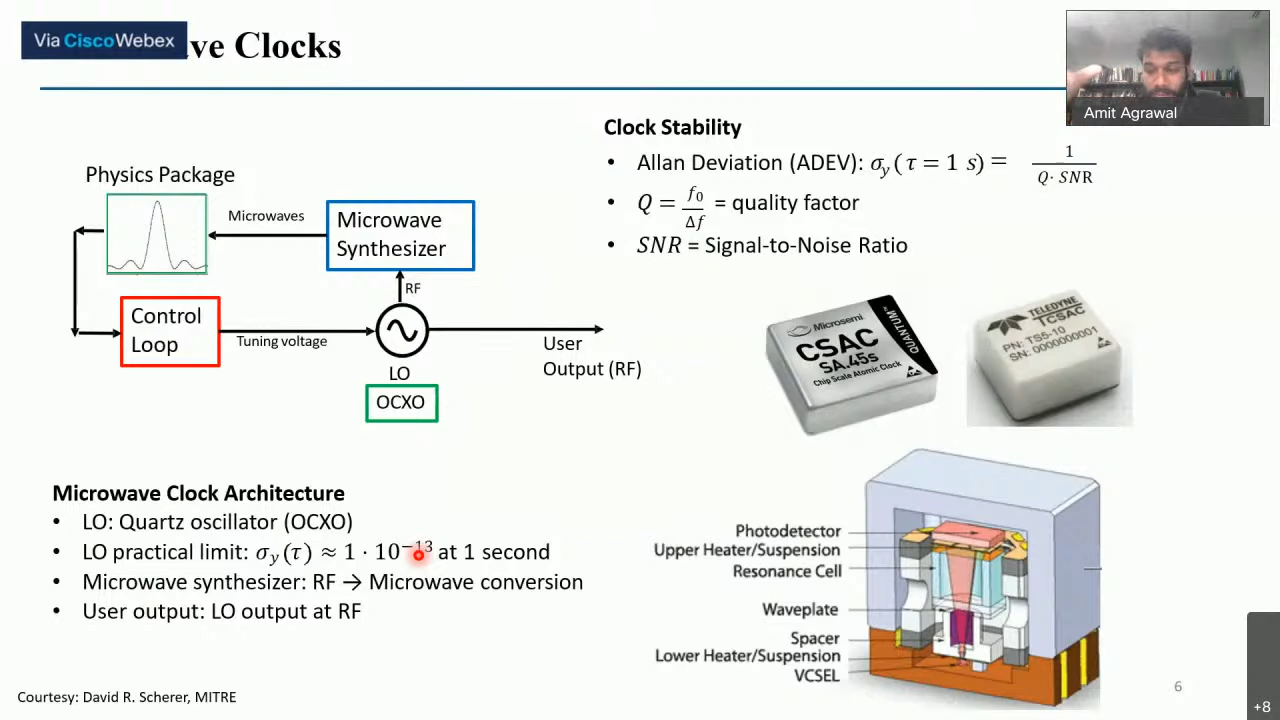 Via CiscoWebex
ve Clocks
Amit Agrawal
Physics Package
Microwaves
Microwave
Synthesizer
RF
Control
Loop
Tuning voltage
LO
OCXO
User
Output (RF)
Clock Stability
• Allan Deviation (ADEV): σy(τ = 1 s) = 1 / Q· SNR
• Q = f0 / Δf = quality factor
• SNR = Signal-to-Noise Ratio
Microsemi
QUANTUM™
CSAC
SA.45s
Chip Scale Atomic Clock
TELEDYNE
TCSAC
PN: TS5-10
SN: 0000000001
Microwave Clock Architecture
• LO: Quartz oscillator (OCXO)
• LO practical limit: σy(τ) ≈ 1 · 10⁻¹³ at 1 second
• Microwave synthesizer: RF → Microwave conversion
• User output: LO output at RF
Photodetector
Upper Heater/Suspension
Resonance Cell
Waveplate
Spacer
Lower Heater/Suspension
VCSEL
Courtesy: David R. Scherer, MITRE
6
+8